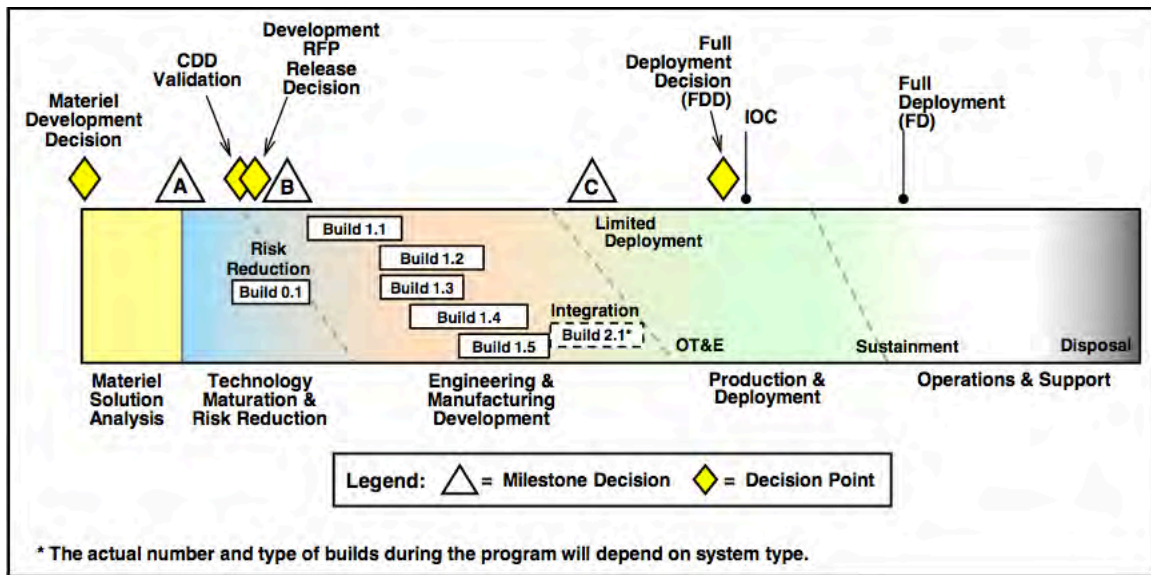 Materiel
Development
Decision
CDD
Validation
Development
RFP
Release
Decision
Full
Deployment
Decision
(FDD)
IOC
Full
Deployment
(FD)
A
B
C
Build 1.1
Limited
Deployment
Risk
Reduction
Build 1.2
Build 0.1
Build 1.3
Build 1.4
Integration
Build 2.1*
Build 1.5
OT&E
Sustainment
Disposal
Materiel
Solution
Analysis
Technology
Maturation &
Risk Reduction
Engineering &
Manufacturing
Development
Production &
Deployment
Operations & Support
Legend: = Milestone Decision = Decision Point
* The actual number and type of builds during the program will depend on system type.